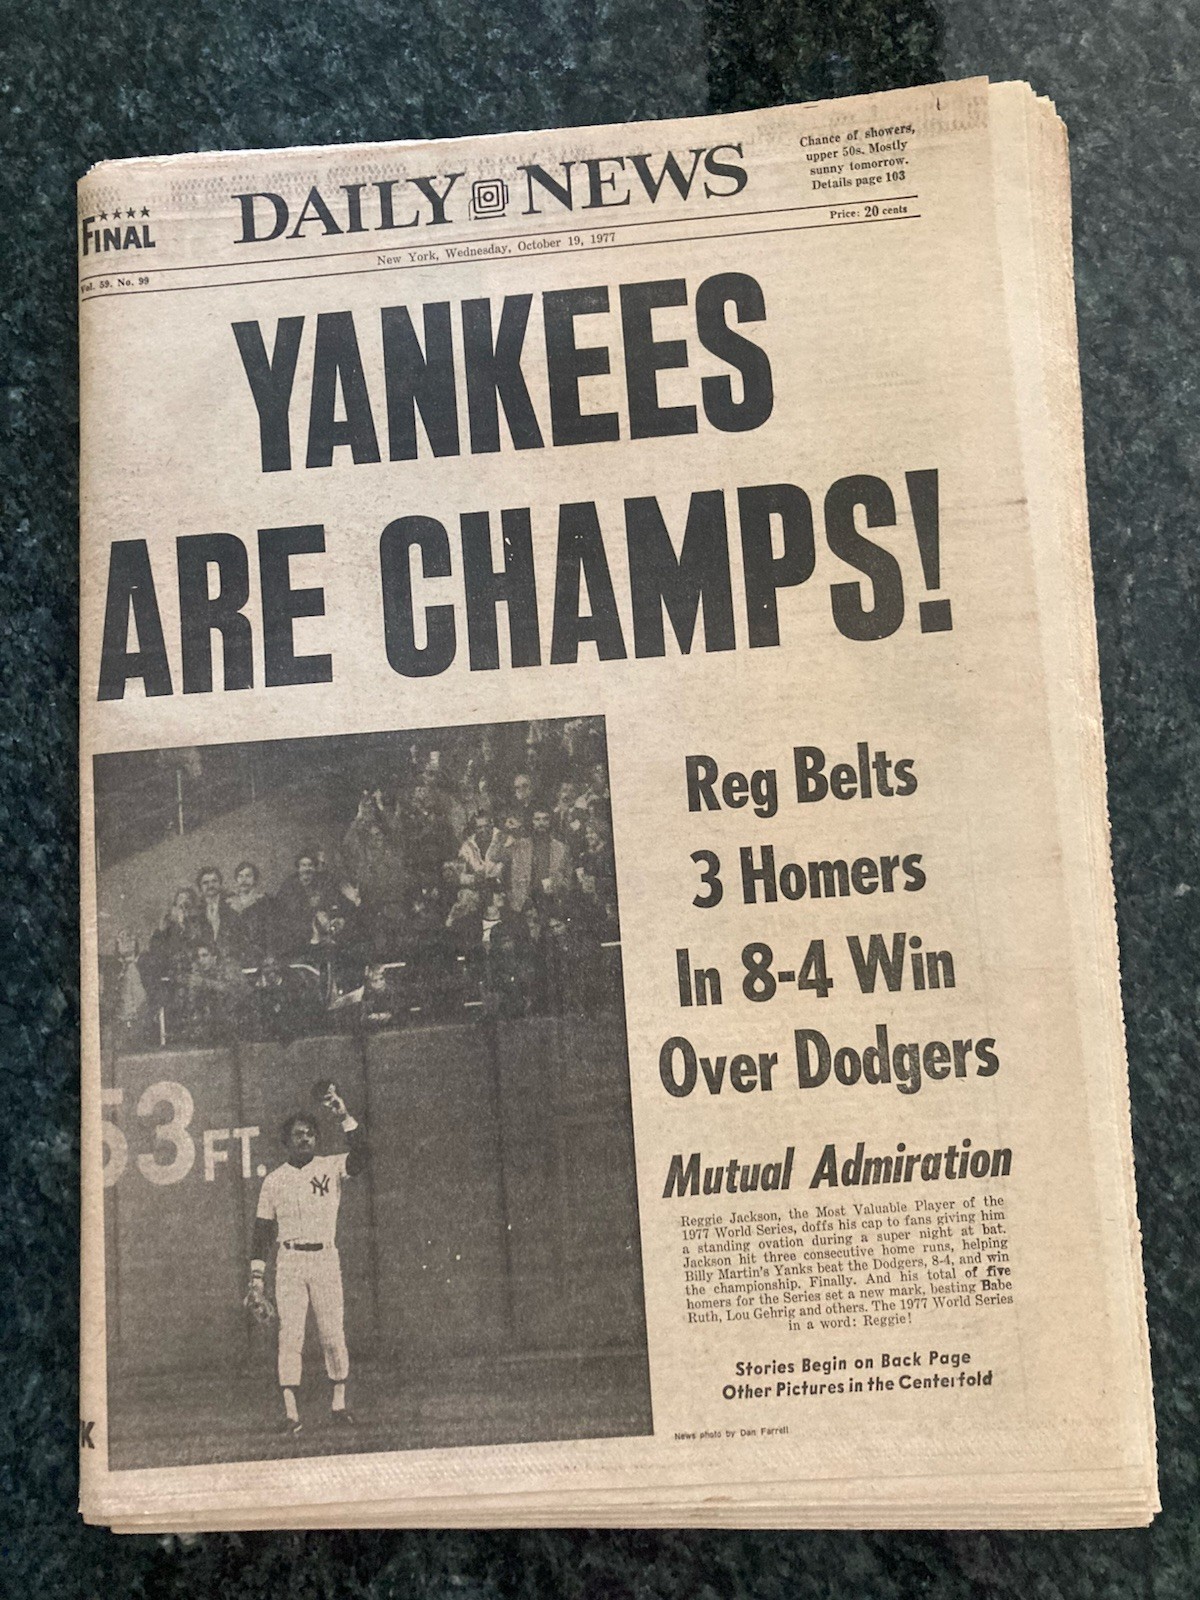 ★★★★
FINAL
DAILY NEWS
Chance of showers,
upper 50s. Mostly
sunny tomorrow.
Details page 103
Vol. 59. No. 99
New York, Wednesday, October 19, 1977
Price: 20 cents
YANKEES
ARE CHAMPS!
53 FT.
NY
Reg Belts
3 Homers
In 8-4 Win
Over Dodgers
Mutual Admiration
Reggie Jackson, the Most Valuable Player of the
1977 World Series, doffs his cap to fans giving him
a standing ovation during a super night at bat.
Jackson hit three consecutive home runs, helping
Billy Martin's Yanks beat the Dodgers, 8-4, and win
the championship. Finally. And his total of five
homers for the Series set a new mark, besting Babe
Ruth, Lou Gehrig and others. The 1977 World Series
in a word: Reggie!
Stories Begin on Back Page
Other Pictures in the Centerfold
News photo by Dan Farrell
K